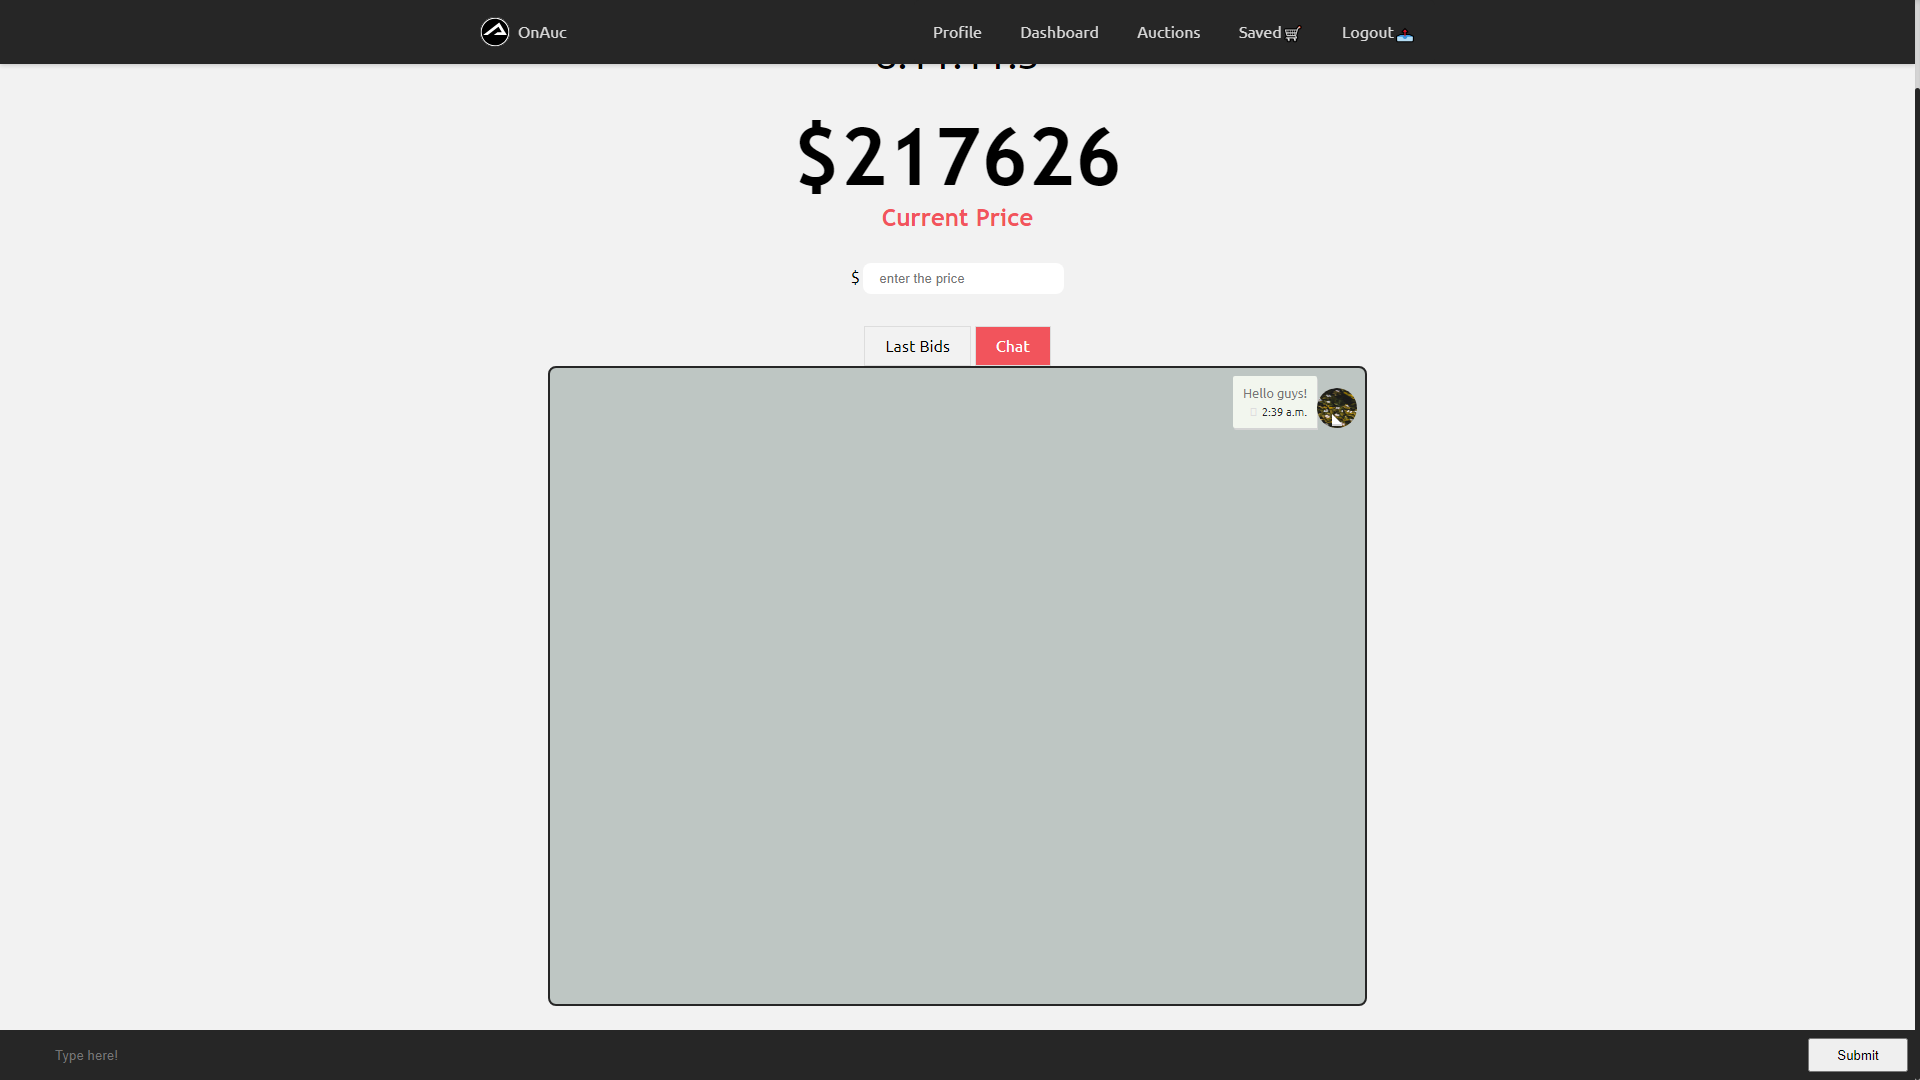 OnAuc
Profile
Dashboard
Auctions
Saved
Logout
$217626
Current Price
$ enter the price
Last Bids
Chat
Hello guys!
2:39 a.m.
Type here!
Submit